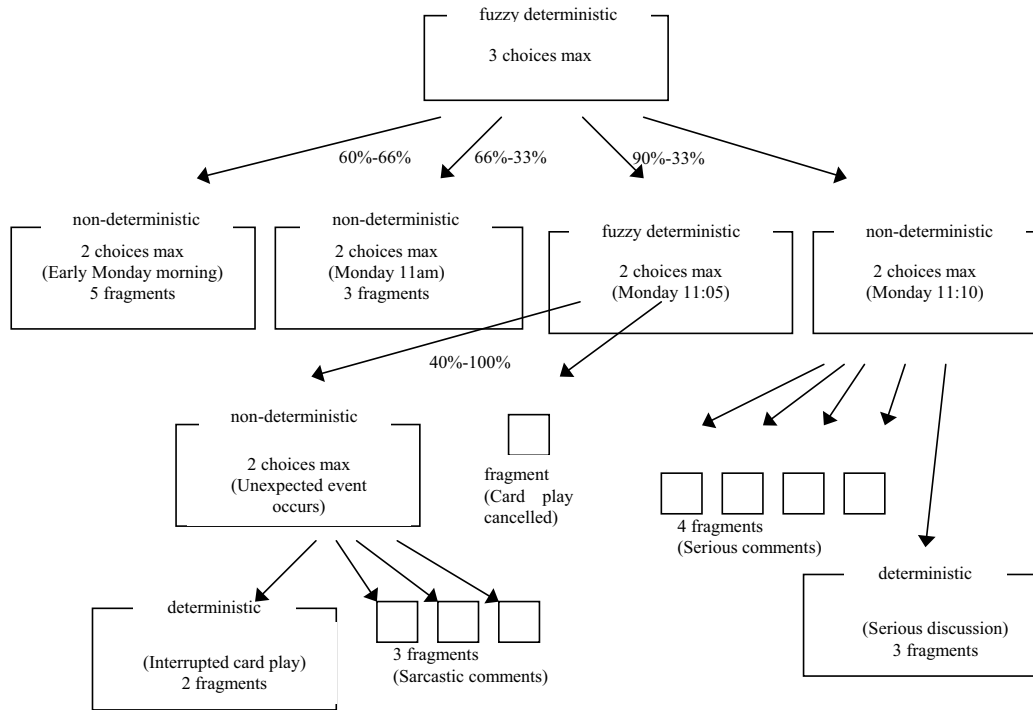 fuzzy deterministic
3 choices max
60%-66%
66%-33%
90%-33%
non-deterministic
2 choices max
(Early Monday morning)
5 fragments
non-deterministic
2 choices max
(Monday 11am)
3 fragments
fuzzy deterministic
2 choices max
(Monday 11:05)
non-deterministic
2 choices max
(Monday 11:10)
40%-100%
non-deterministic
2 choices max
(Unexpected event
occurs)
fragment
(Card play
cancelled)
4 fragments
(Serious comments)
deterministic
(Interrupted card play)
2 fragments
3 fragments
(Sarcastic comments)
deterministic
(Serious discussion)
3 fragments